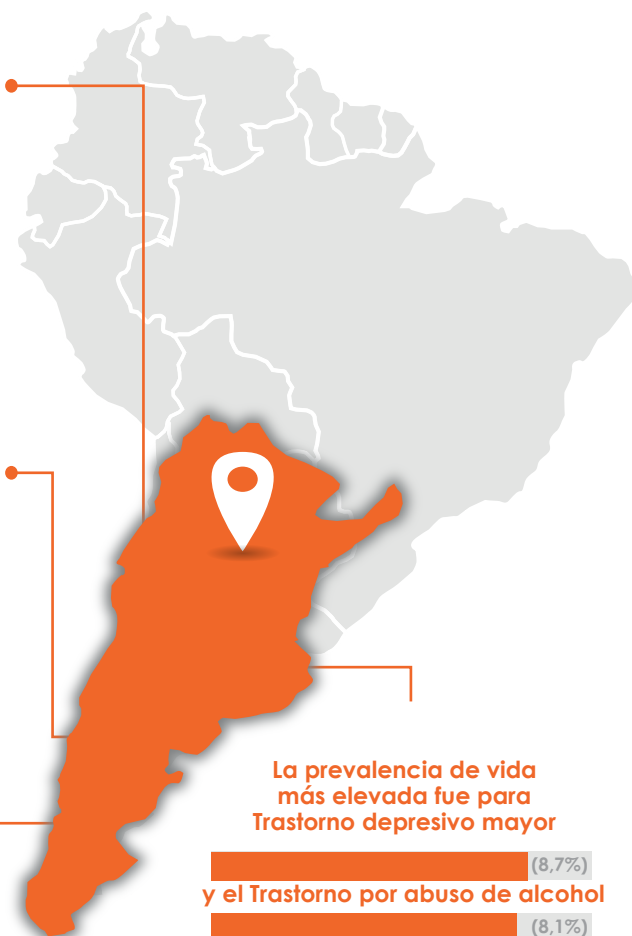 La prevalencia de vida
más elevada fue para
Trastorno depresivo mayor
(8,7%)
y el Trastorno por abuso de alcohol
(8,1%)